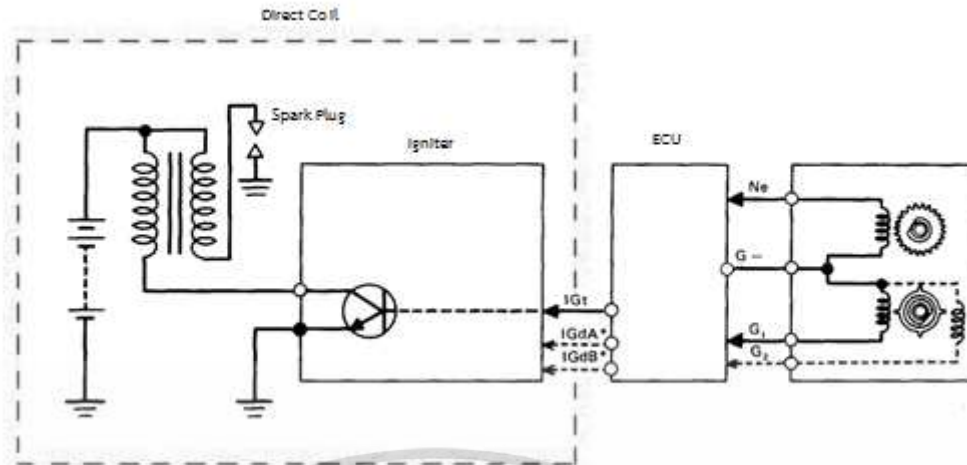 Direct Coil
Spark Plug
Igniter
ECU
Ne
G −
IGt
IGdA*
IGdB*
G₁
G₂